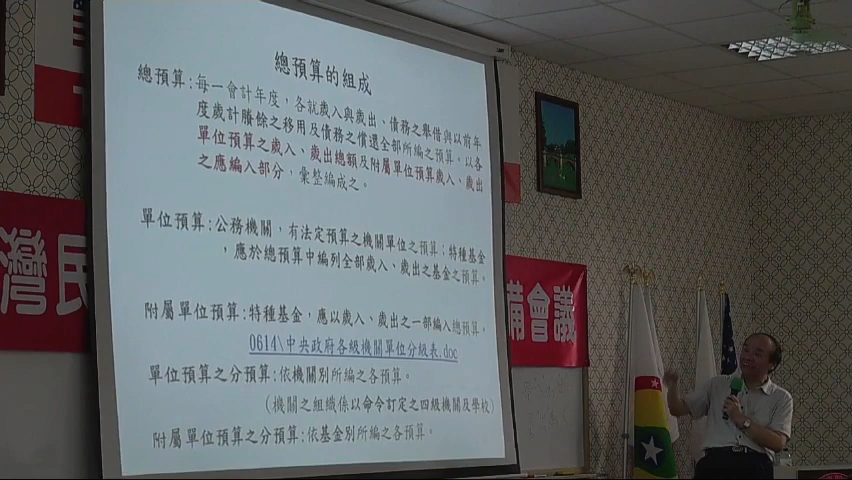 總預算的組成
總預算:每一會計年度，各就歲入與歲出、債務之舉借與以前年
度歲計賸餘之移用及債務之償還全部所編之預算。以各
單位預算之歲入、歲出總額及附屬單位預算歲入、歲出
之應編入部分，彙整編成之。
單位預算:公務機關，有法定預算之機關單位之預算；特種基金
，應於總預算中編列全部歲入、歲出之基金之預算。
附屬單位預算:特種基金，應以歲入、歲出之一部編入總預算。
0614\中央政府各級機關單位分級表.doc
單位預算之分預算:依機關別所編之各預算。
(機關之組織係以命令訂定之四級機關及學校)
附屬單位預算之分預算:依基金別所編之各預算。
灣民
備會議